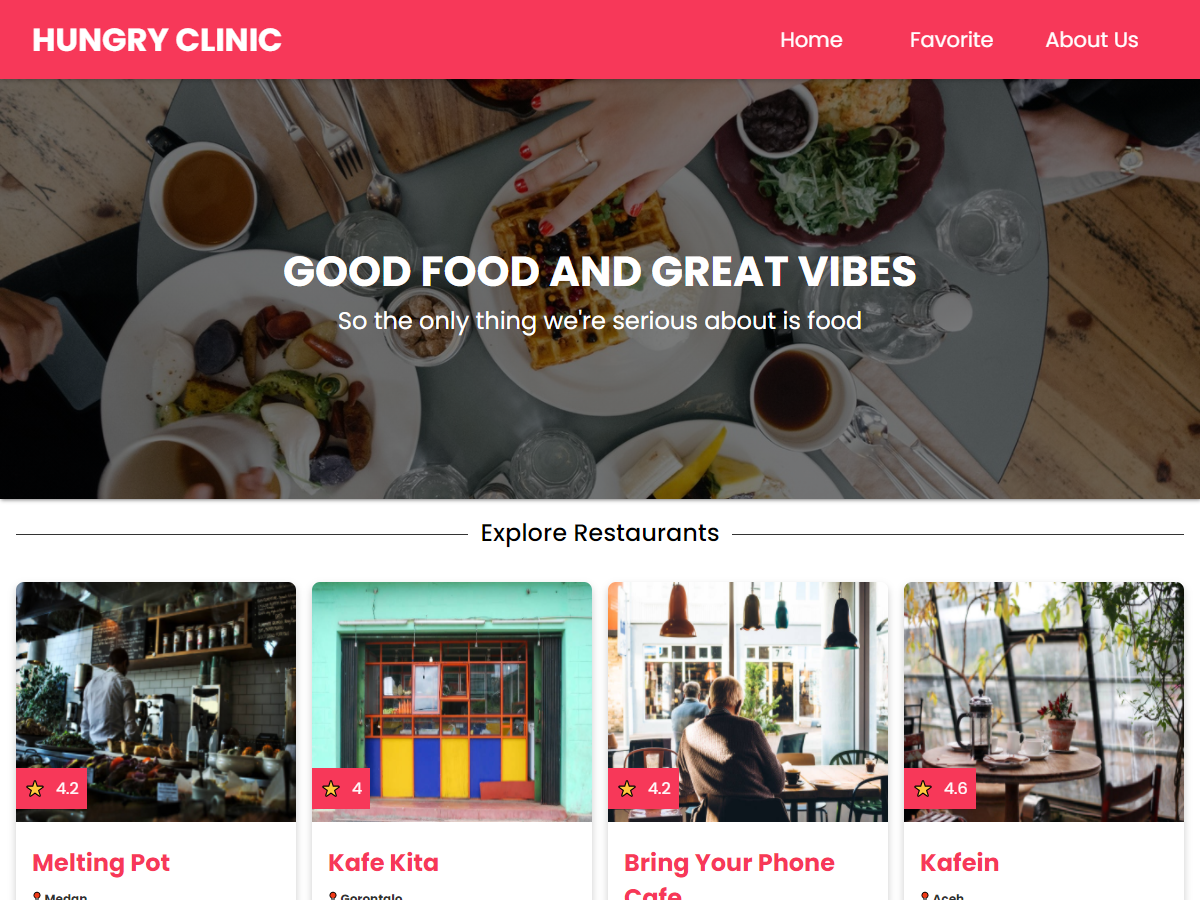 HUNGRY CLINIC
Home Favorite About Us
GOOD FOOD AND GREAT VIBES
So the only thing we're serious about is food
Explore Restaurants
4.2
4
4.2
4.6
Melting Pot
Kafe Kita
Bring Your Phone
Cafe
Kafein
Medan
Gorontalo
Aceh